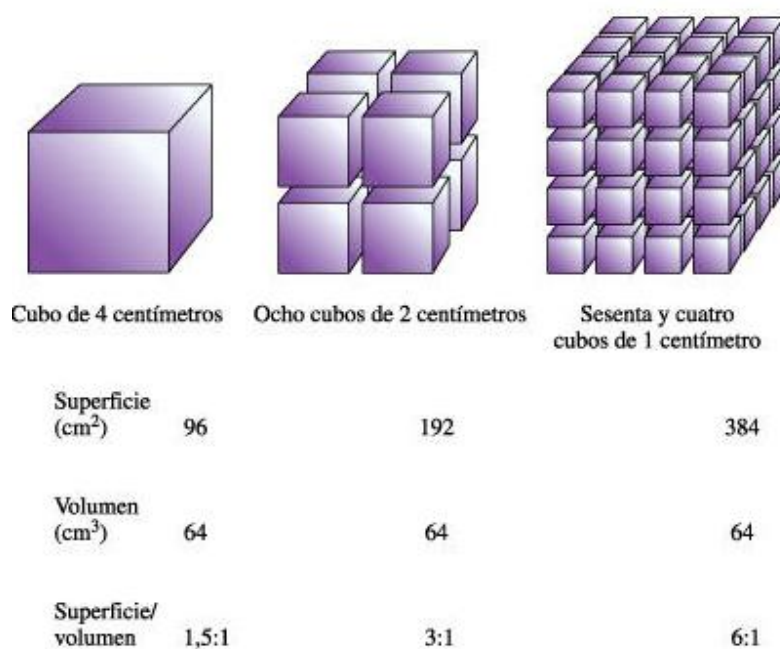 Cubo de 4 centímetros
Ocho cubos de 2 centímetros
Sesenta y cuatro
cubos de 1 centímetro
Superficie
(cm²) 96 192 384
Volumen
(cm³) 64 64 64
Superficie/
volumen 1,5:1 3:1 6:1